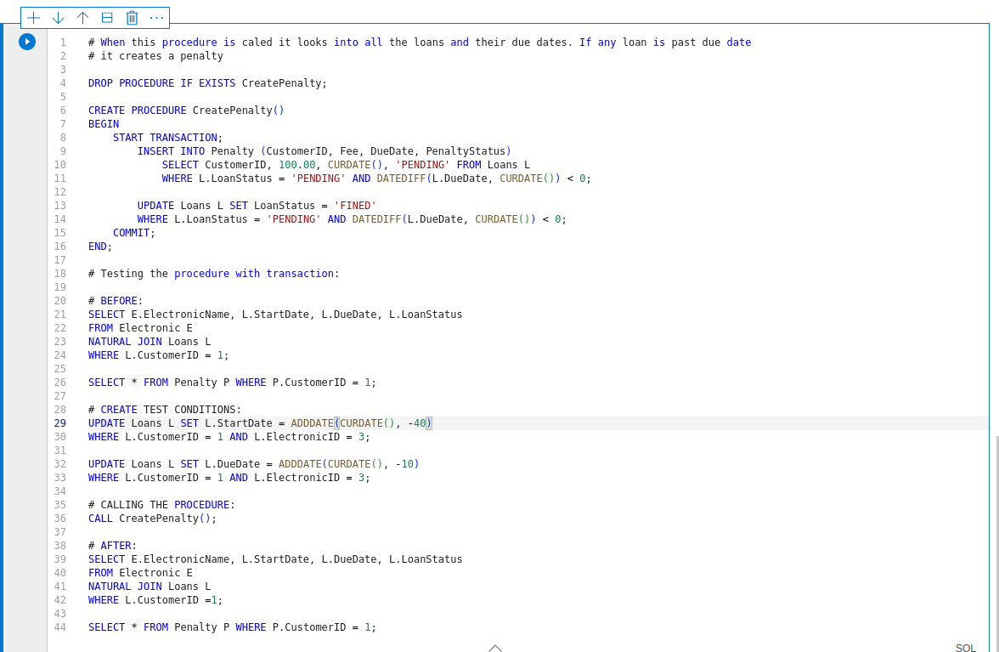 1 # When this procedure is caled it looks into all the loans and their due dates. If any loan is past due date
2 # it creates a penalty
3
4 DROP PROCEDURE IF EXISTS CreatePenalty;
5
6 CREATE PROCEDURE CreatePenalty()
7 BEGIN
8     START TRANSACTION;
9         INSERT INTO Penalty (CustomerID, Fee, DueDate, PenaltyStatus)
10             SELECT CustomerID, 100.00, CURDATE(), 'PENDING' FROM Loans L
11             WHERE L.LoanStatus = 'PENDING' AND DATEDIFF(L.DueDate, CURDATE()) < 0;
12
13         UPDATE Loans L SET LoanStatus = 'FINED'
14         WHERE L.LoanStatus = 'PENDING' AND DATEDIFF(L.DueDate, CURDATE()) < 0;
15     COMMIT;
16 END;
17
18 # Testing the procedure with transaction:
19
20 # BEFORE:
21 SELECT E.ElectronicName, L.StartDate, L.DueDate, L.LoanStatus
22 FROM Electronic E
23 NATURAL JOIN Loans L
24 WHERE L.CustomerID = 1;
25
26 SELECT * FROM Penalty P WHERE P.CustomerID = 1;
27
28 # CREATE TEST CONDITIONS:
29 UPDATE Loans L SET L.StartDate = ADDDATE(CURDATE(), -40)
30 WHERE L.CustomerID = 1 AND L.ElectronicID = 3;
31
32 UPDATE Loans L SET L.DueDate = ADDDATE(CURDATE(), -10)
33 WHERE L.CustomerID = 1 AND L.ElectronicID = 3;
34
35 # CALLING THE PROCEDURE:
36 CALL CreatePenalty();
37
38 # AFTER:
39 SELECT E.ElectronicName, L.StartDate, L.DueDate, L.LoanStatus
40 FROM Electronic E
41 NATURAL JOIN Loans L
42 WHERE L.CustomerID =1;
43
44 SELECT * FROM Penalty P WHERE P.CustomerID = 1;
SQL